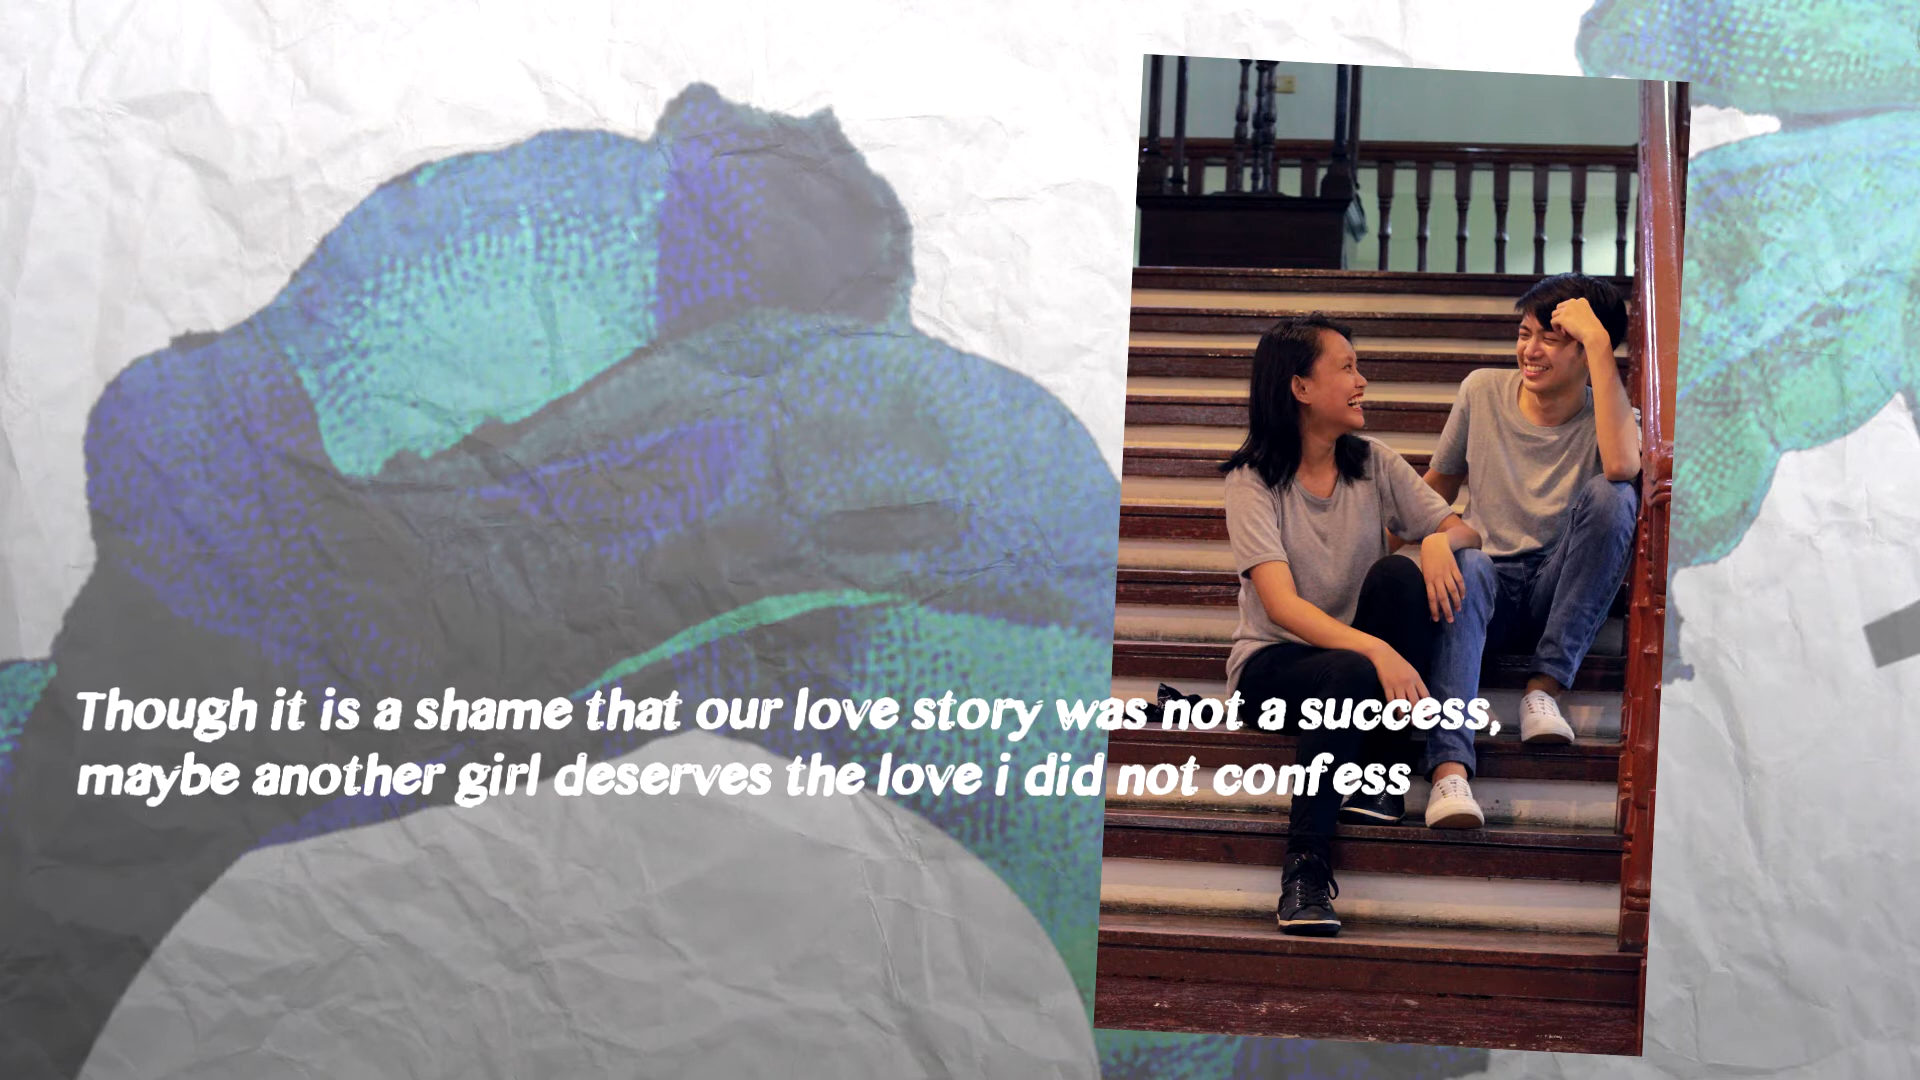 Though it is a shame that our love story was not a success,
maybe another girl deserves the love i did not confess